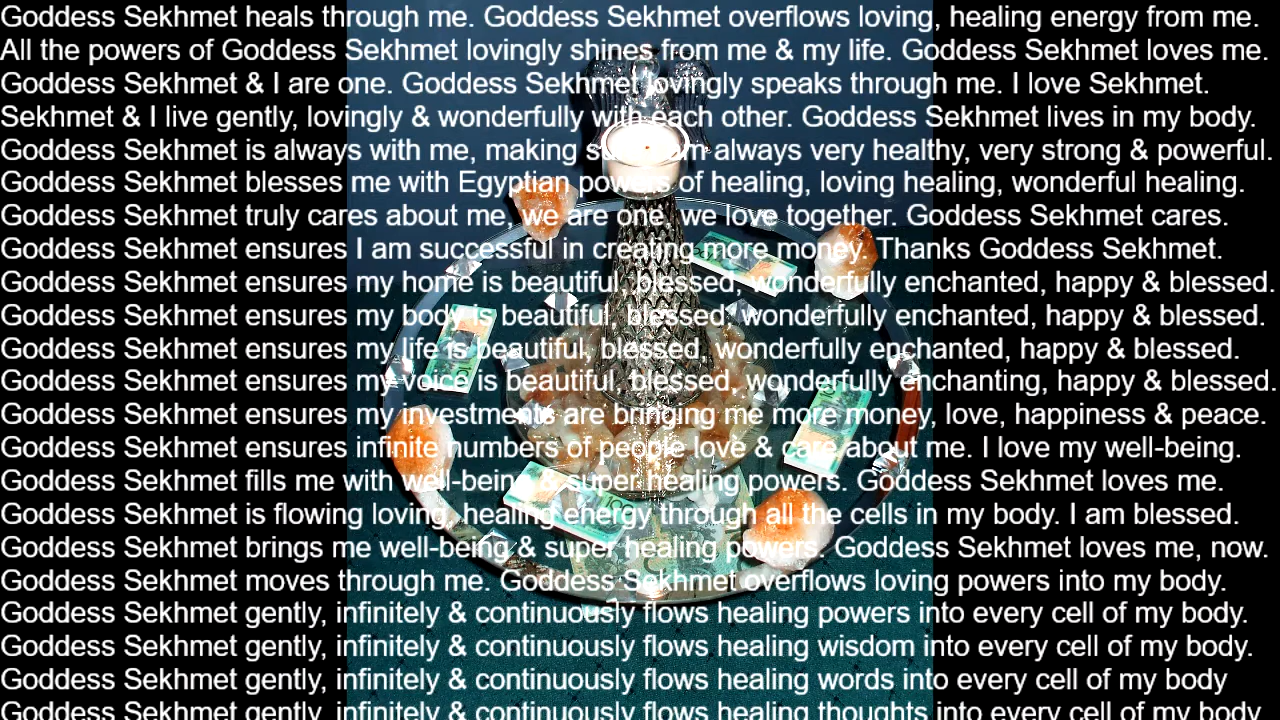 Goddess Sekhmet heals through me. Goddess Sekhmet overflows loving, healing energy from me.
All the powers of Goddess Sekhmet lovingly shines from me & my life. Goddess Sekhmet loves me.
Goddess Sekhmet & I are one. Goddess Sekhmet lovingly speaks through me. I love Sekhmet.
Sekhmet & I live gently, lovingly & wonderfully with each other. Goddess Sekhmet lives in my body.
Goddess Sekhmet is always with me, making always very healthy, very strong & powerful.
Goddess Sekhmet blesses me with Egyptian powers of healing, loving healing, wonderful healing.
Goddess Sekhmet truly cares about me, we are one, we love together. Goddess Sekhmet cares.
Goddess Sekhmet ensures I am successful in creating more money. Thanks Goddess Sekhmet.
Goddess Sekhmet ensures my home is beautiful, blessed, wonderfully enchanted, happy & blessed.
Goddess Sekhmet ensures my body is beautiful, blessed, wonderfully enchanted, happy & blessed.
Goddess Sekhmet ensures my life is beautiful, blessed, wonderfully enchanted, happy & blessed.
Goddess Sekhmet ensures my voice is beautiful, blessed, wonderfully enchanting, happy & blessed.
Goddess Sekhmet ensures my investments are bringing me more money, love, happiness & peace.
Goddess Sekhmet ensures infinite numbers of people love & care about me. I love my well-being.
Goddess Sekhmet fills me with well-being & super healing powers. Goddess Sekhmet loves me.
Goddess Sekhmet is flowing loving, healing energy through all the cells in my body. I am blessed.
Goddess Sekhmet brings me well-being & super healing powers. Goddess Sekhmet loves me, now.
Goddess Sekhmet moves through me. Goddess Sekhmet overflows loving powers into my body.
Goddess Sekhmet gently, infinitely & continuously flows healing powers into every cell of my body.
Goddess Sekhmet gently, infinitely & continuously flows healing wisdom into every cell of my body.
Goddess Sekhmet gently, infinitely & continuously flows healing words into every cell of my body
Goddess Sekhmet gently, infinitely & continuously flows healing thoughts into every cell of my body